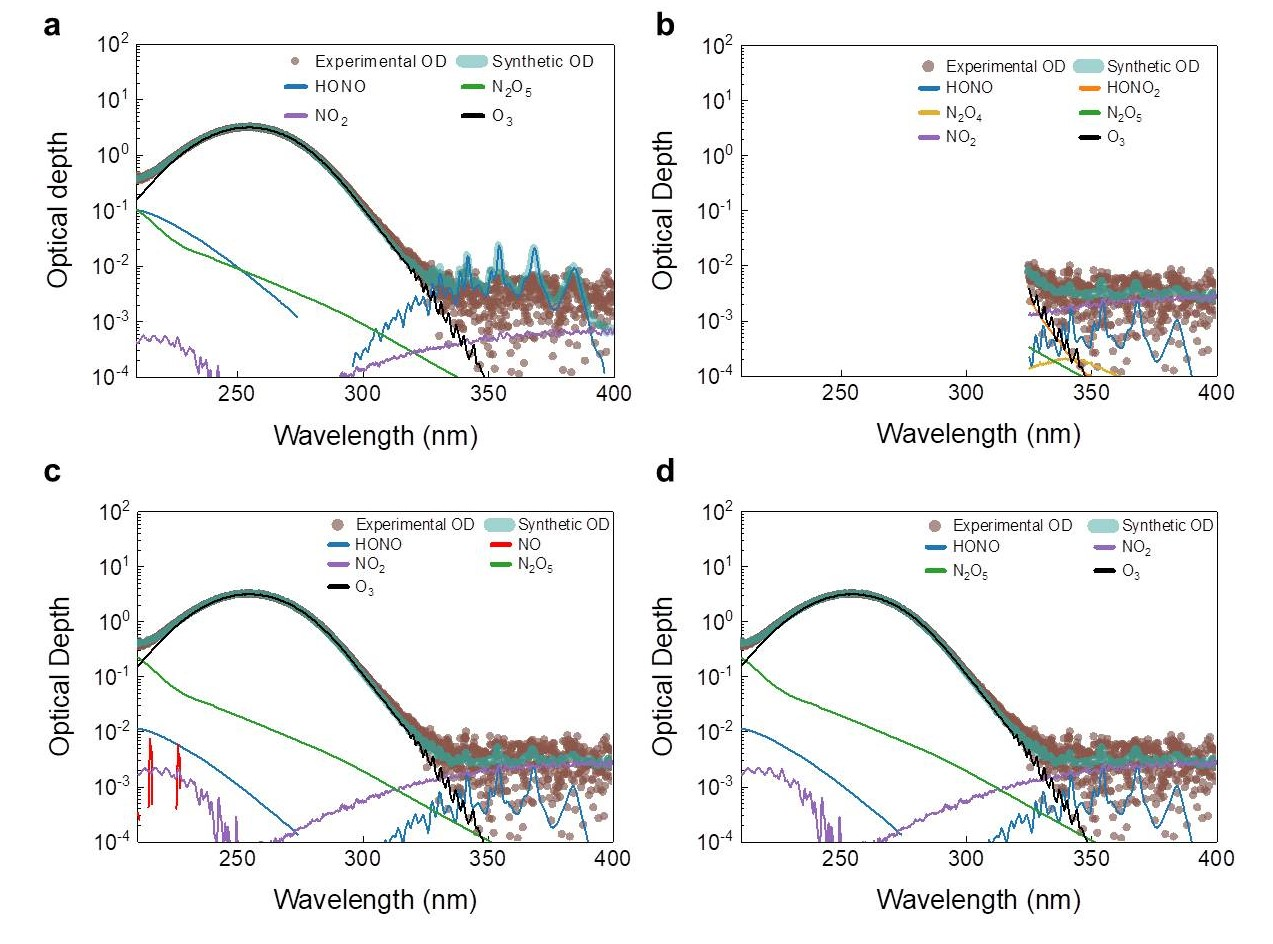 a
Experimental OD Synthetic OD
HONO N₂O₅
NO₂ O₃
Optical depth
10² 10¹ 10⁰ 10⁻¹ 10⁻² 10⁻³ 10⁻⁴
250 300 350 400
Wavelength (nm)
b
Experimental OD Synthetic OD
HONO HONO₂
N₂O₄ N₂O₅
NO₂ O₃
Optical Depth
10² 10¹ 10⁰ 10⁻¹ 10⁻² 10⁻³ 10⁻⁴
250 300 350 400
Wavelength (nm)
c
Experimental OD Synthetic OD
HONO NO
NO₂ N₂O₅
O₃
Optical Depth
10² 10¹ 10⁰ 10⁻¹ 10⁻² 10⁻³ 10⁻⁴
250 300 350 400
Wavelength (nm)
d
Experimental OD Synthetic OD
HONO NO₂
N₂O₅ O₃
Optical Depth
10² 10¹ 10⁰ 10⁻¹ 10⁻² 10⁻³ 10⁻⁴
250 300 350 400
Wavelength (nm)